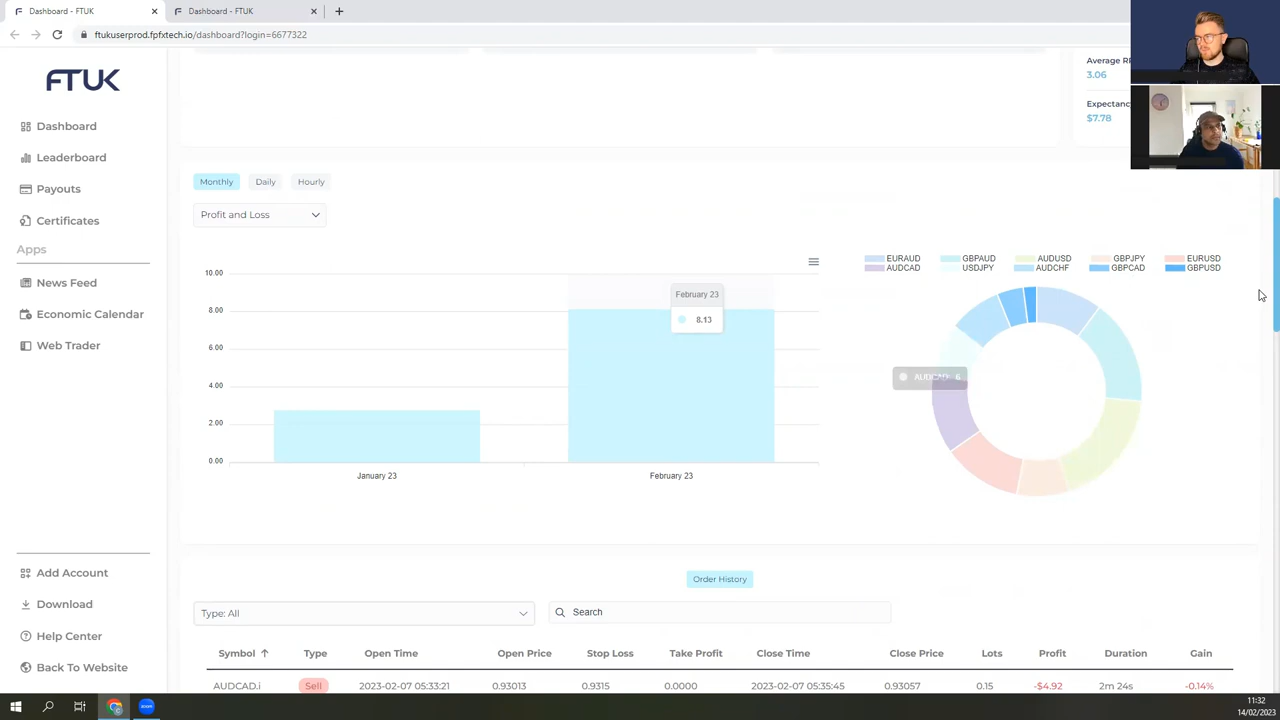 Dashboard - FTUK
Dashboard - FTUK
ftukuserprod.fpfxtech.io/dashboard?login=6677322
FTUK
Dashboard
Leaderboard
Payouts
Certificates
Apps
News Feed
Economic Calendar
Web Trader
Add Account
Download
Help Center
Back To Website
3.06
Expectancy
$7.78
Monthly Daily Hourly
Profit and Loss
10.00
8.00
6.00
4.00
2.00
0.00
February 23
8.13
January 23
February 23
EURAUD GBPAUD AUDUSD GBPJPY EURUSD
AUDCAD USDJPY AUDCHF GBPCAD GBPUSD
AUDCAD: 6
Order History
Type: All
Search
Symbol Type Open Time Open Price Stop Loss Take Profit Close Time Close Price Lots Profit Duration Gain
AUDCAD.i Sell 2023-02-07 05:33:21 0.93013 0.9315 0.0000 2023-02-07 05:35:45 0.93057 0.15 -$4.92 2m 24s -0.14%
zoom
11:32
14/02/2023